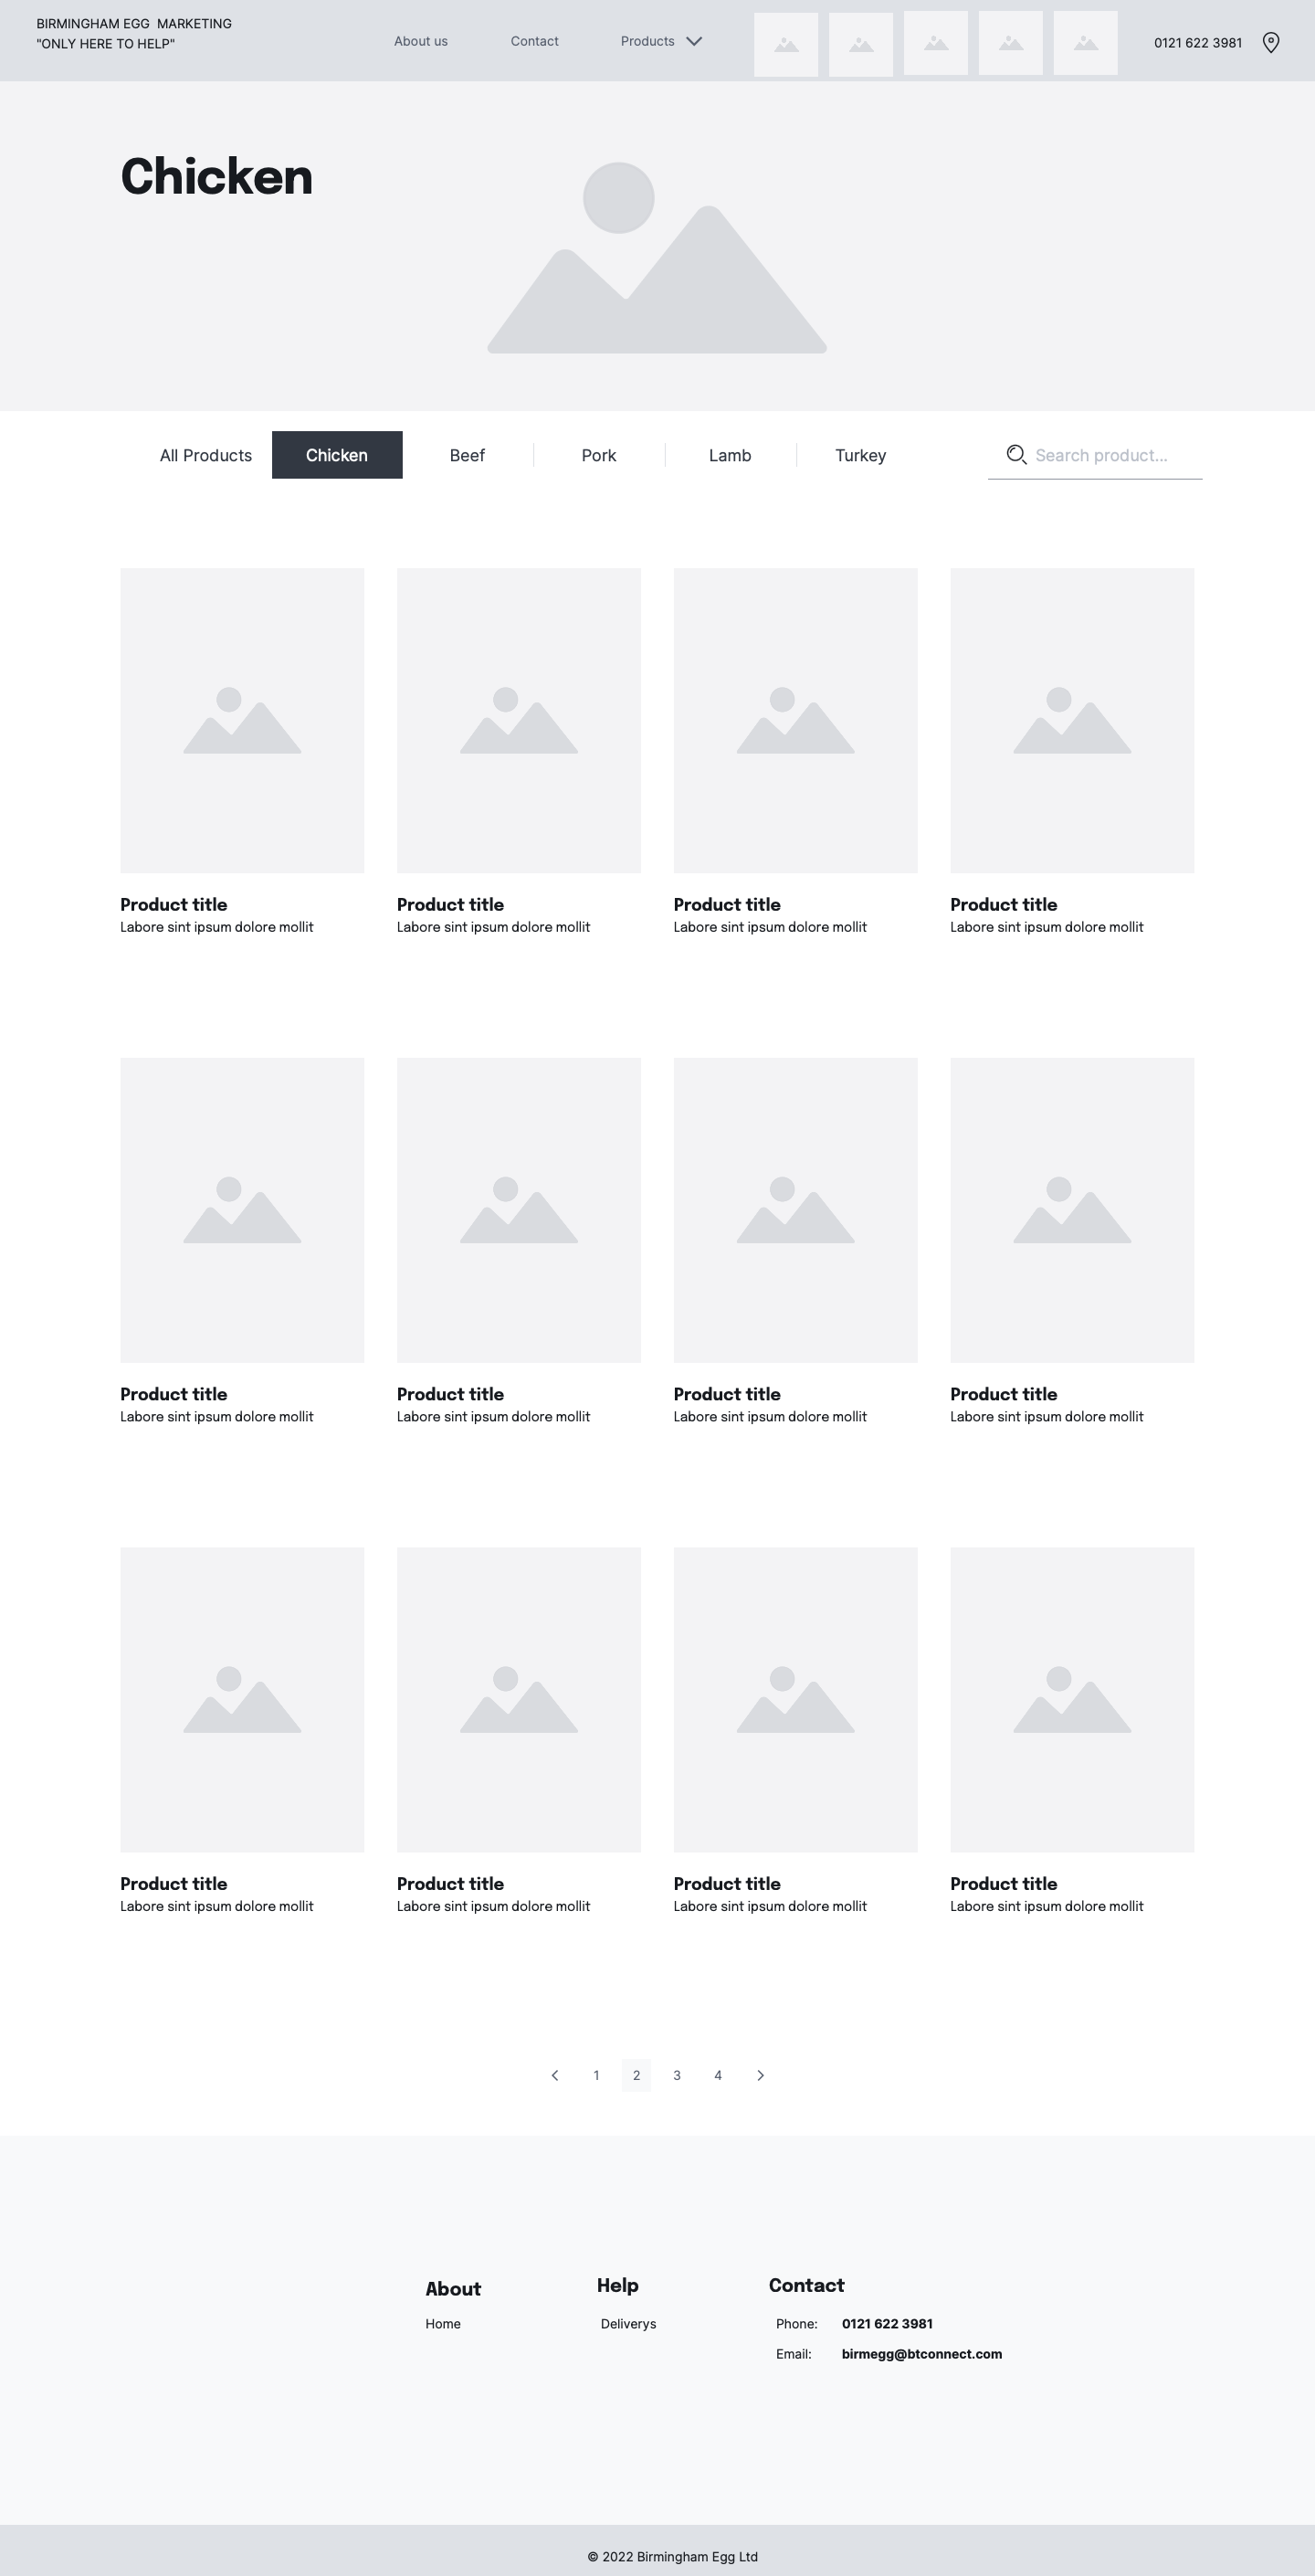 BIRMINGHAM EGG  MARKETING
"ONLY HERE TO HELP"
About us
Contact
Products
0121 622 3981
Chicken
All Products
Chicken
Beef
Pork
Lamb
Turkey
Search product...
Product title
Labore sint ipsum dolore mollit
Product title
Labore sint ipsum dolore mollit
Product title
Labore sint ipsum dolore mollit
Product title
Labore sint ipsum dolore mollit
Product title
Labore sint ipsum dolore mollit
Product title
Labore sint ipsum dolore mollit
Product title
Labore sint ipsum dolore mollit
Product title
Labore sint ipsum dolore mollit
Product title
Labore sint ipsum dolore mollit
Product title
Labore sint ipsum dolore mollit
Product title
Labore sint ipsum dolore mollit
Product title
Labore sint ipsum dolore mollit
1 2 3 4
About
Home
Help
Deliverys
Contact
Phone: 0121 622 3981
Email: birmegg@btconnect.com
© 2022 Birmingham Egg Ltd